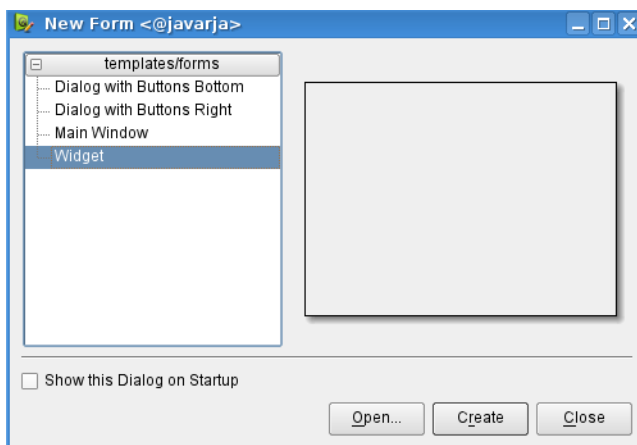 New Form <@javarja>
templates/forms
Dialog with Buttons Bottom
Dialog with Buttons Right
Main Window
Widget
Show this Dialog on Startup
Open...
Create
Close